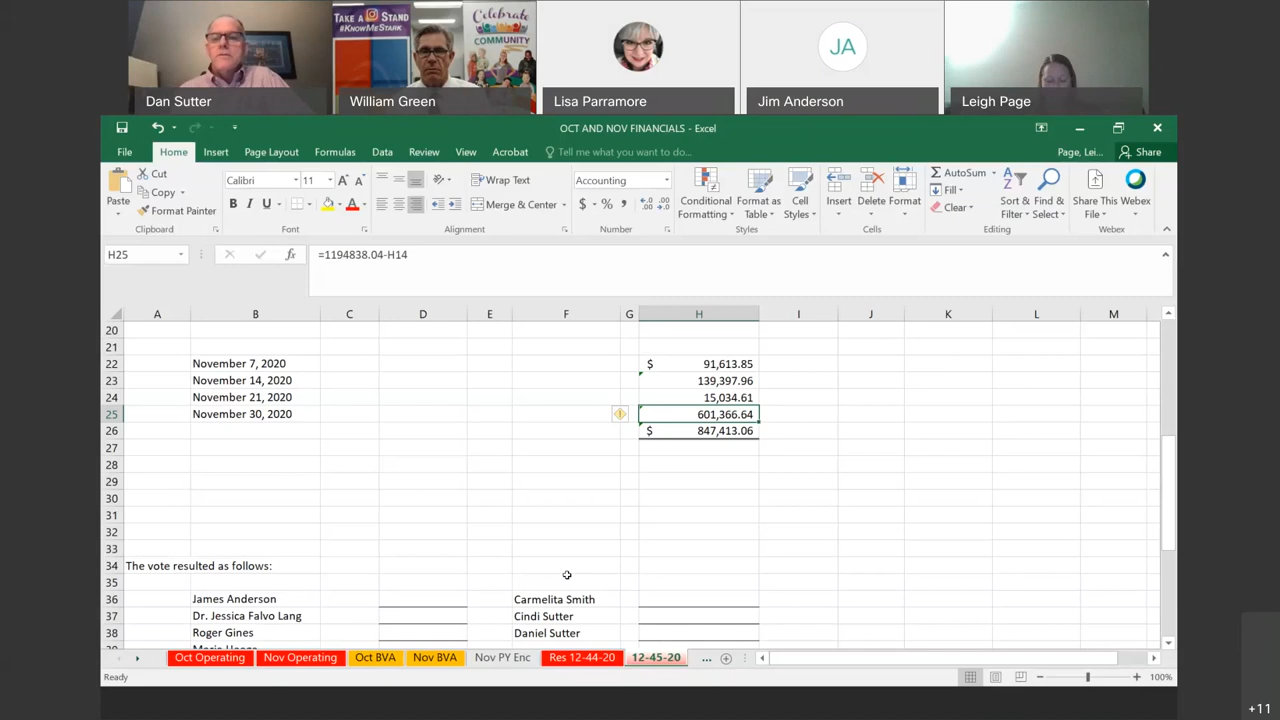 TAKE A STAND
#KNOWMESTARK
Celebrate
COMMUNITY
JA
Dan Sutter
William Green
Lisa Parramore
Jim Anderson
Leigh Page
OCT AND NOV FINANCIALS - Excel
File Home Insert Page Layout Formulas Data Review View Acrobat Tell me what you want to do... Page, Lei... Share
Paste
Cut
Copy
Format Painter
Clipboard
Calibri 11
B I U
Font
Wrap Text
Merge & Center
Alignment
Accounting
$ % ,
Number
Conditional Formatting
Format as Table
Cell Styles
Styles
Insert Delete Format
Cells
AutoSum
Fill
Clear
Sort & Filter
Find & Select
Editing
Share This File
Webex
Webex
H25 fx =1194838.04-H14
A B C D E F G H I J K L M
20
21
22 November 7, 2020 $ 91,613.85
23 November 14, 2020 139,397.96
24 November 21, 2020 15,034.61
25 November 30, 2020 601,366.64
26 $ 847,413.06
27
28
29
30
31
32
33
34 The vote resulted as follows:
35
36 James Anderson Carmelita Smith
37 Dr. Jessica Falvo Lang Cindi Sutter
38 Roger Gines Daniel Sutter
Oct Operating Nov Operating Oct BVA Nov BVA Nov PY Enc Res 12-44-20 12-45-20 ...
Ready 100%
+11